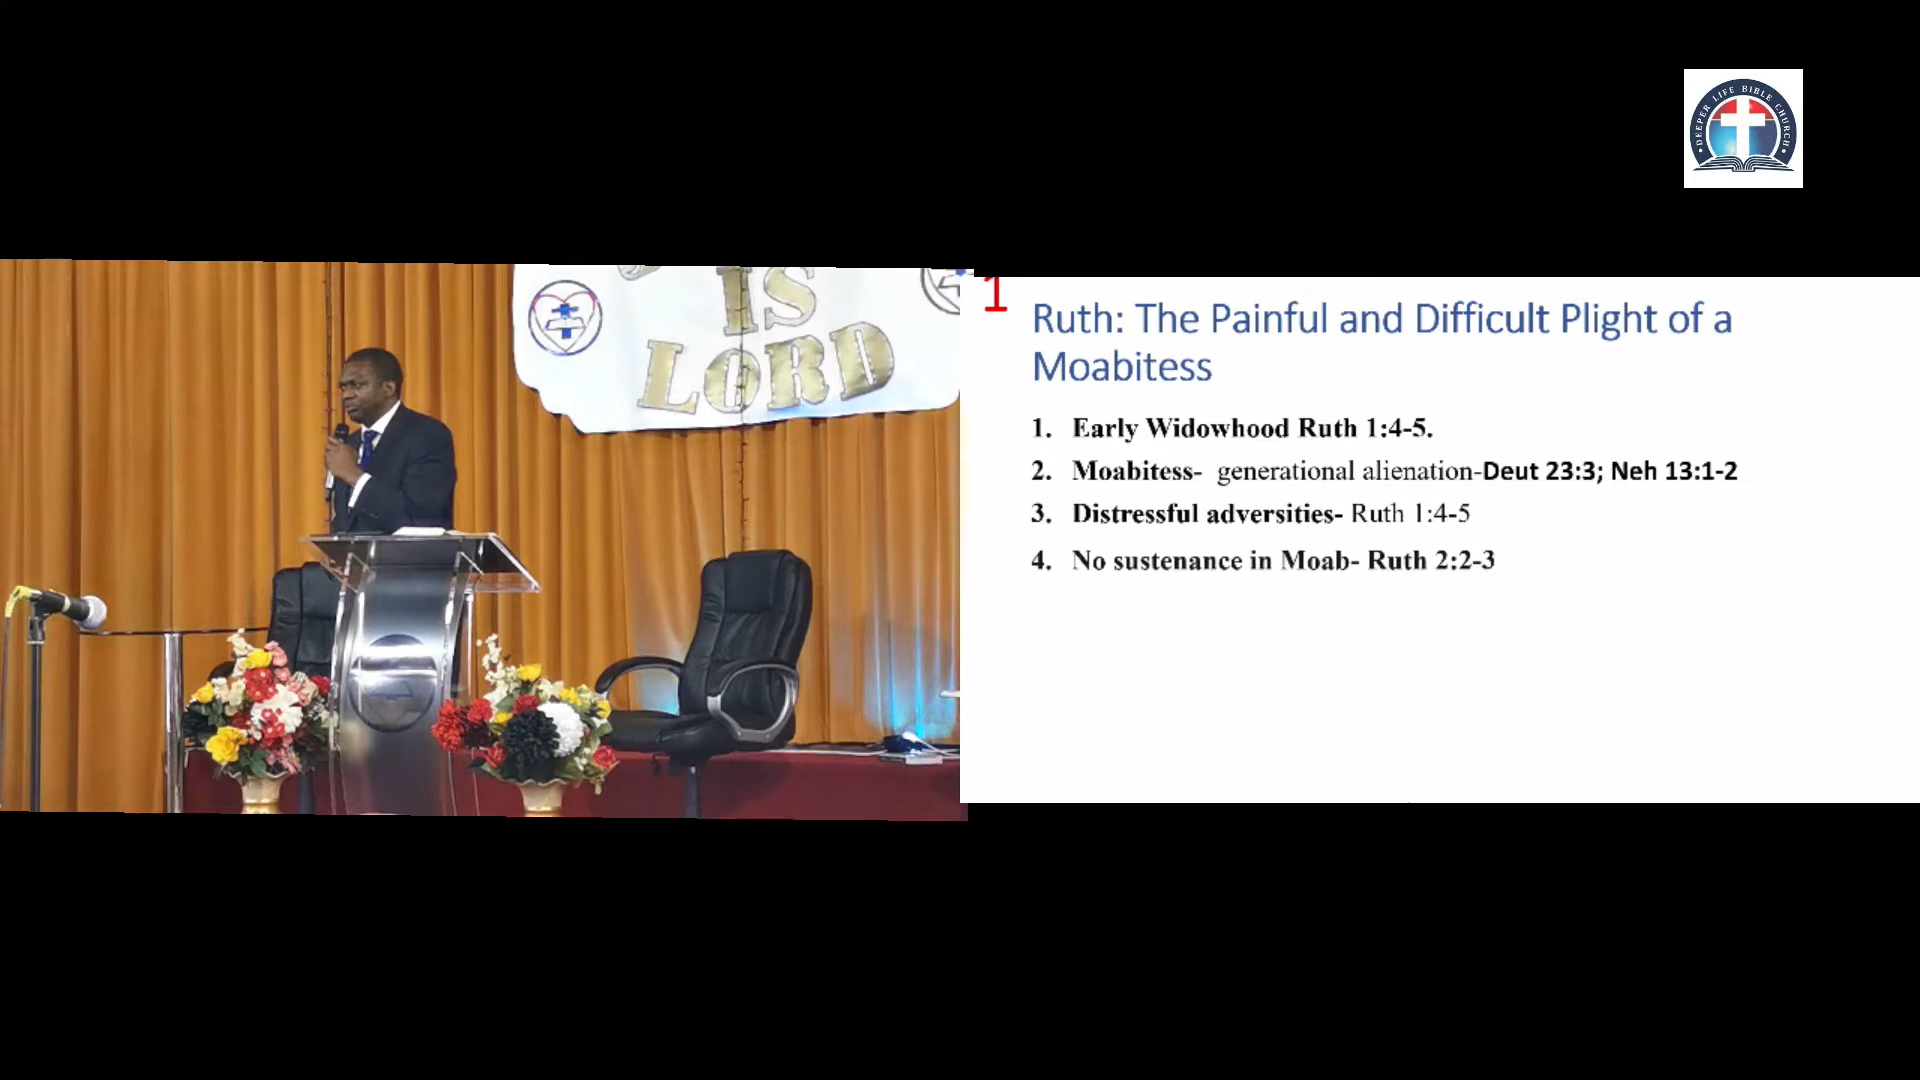 DEEPER LIFE BIBLE CHURCH
IS
LORD
1
Ruth: The Painful and Difficult Plight of a
Moabitess
1. Early Widowhood Ruth 1:4-5.
2. Moabitess- generational alienation-Deut 23:3; Neh 13:1-2
3. Distressful adversities- Ruth 1:4-5
4. No sustenance in Moab- Ruth 2:2-3